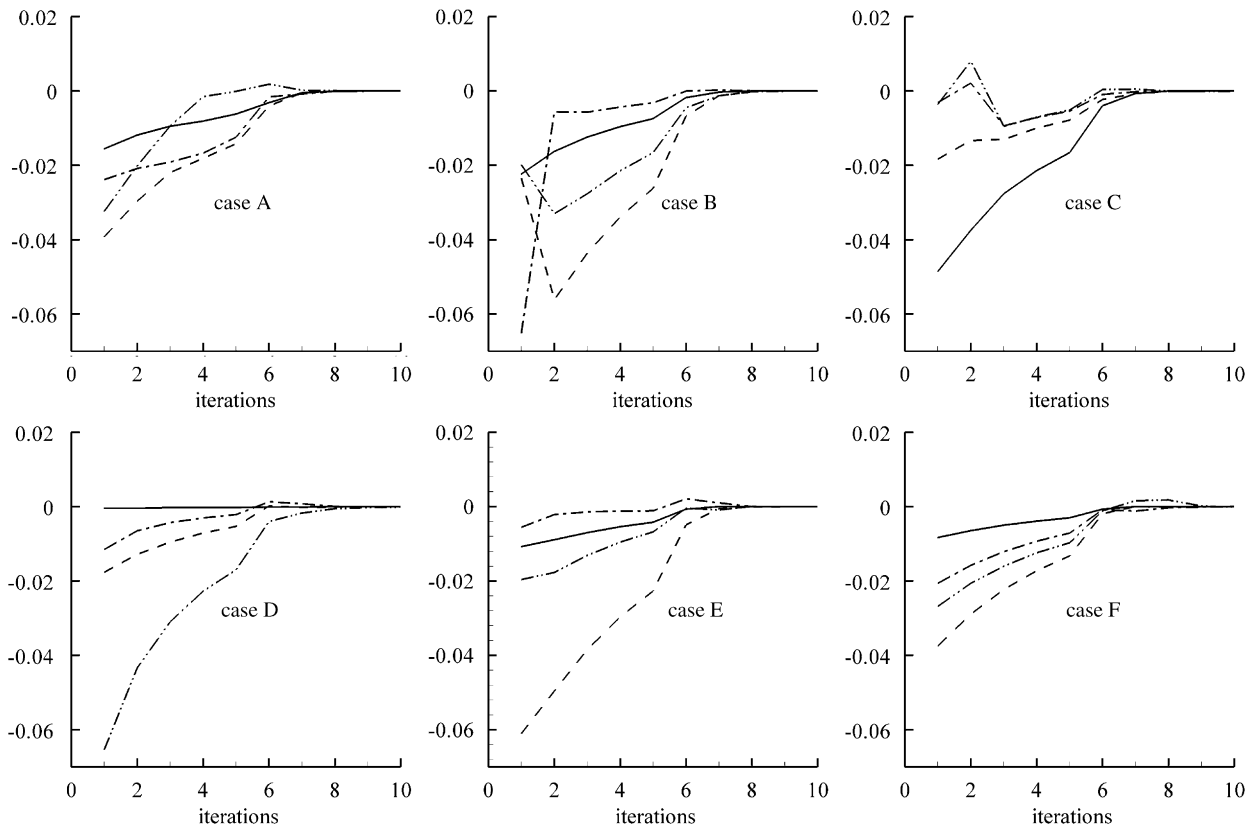 0.02 0.02 0.02
0 0 0
-0.02 -0.02 -0.02
case A case B case C
-0.04 -0.04 -0.04
-0.06 -0.06 -0.06
0 2 4 6 8 10 0 2 4 6 8 10 0 2 4 6 8 10
iterations iterations iterations
0.02 0.02 0.02
0 0 0
-0.02 -0.02 -0.02
case D case E case F
-0.04 -0.04 -0.04
-0.06 -0.06 -0.06
0 2 4 6 8 10 0 2 4 6 8 10 0 2 4 6 8 10
iterations iterations iterations